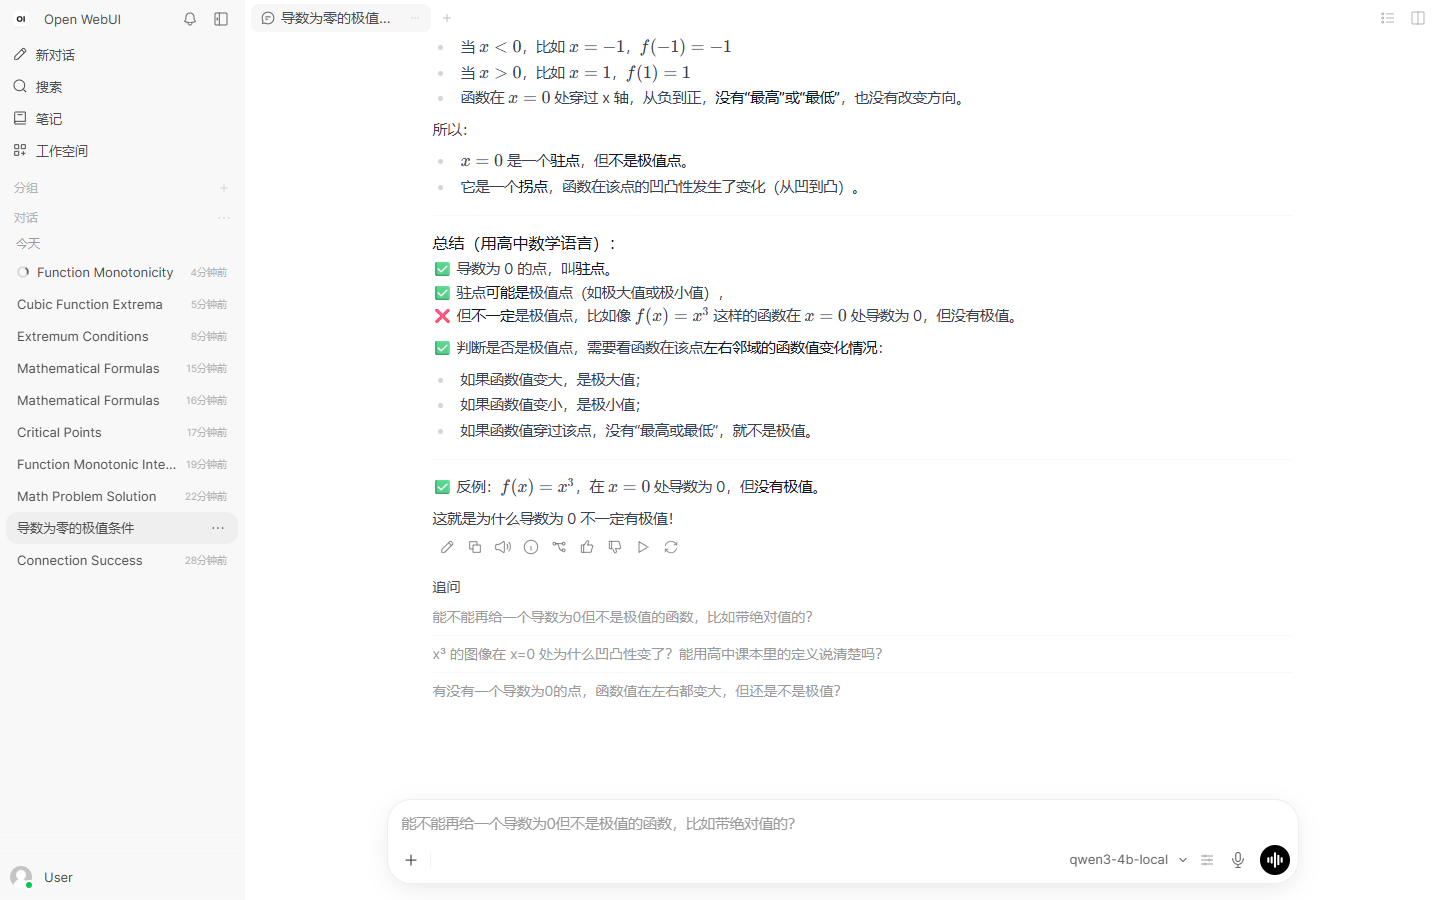 OI Open WebUI
新对话
搜索
笔记
工作空间
分组
对话
今天
Function Monotonicity 4分钟前
Cubic Function Extrema 5分钟前
Extremum Conditions 8分钟前
Mathematical Formulas 15分钟前
Mathematical Formulas 16分钟前
Critical Points 17分钟前
Function Monotonic Inte... 19分钟前
Math Problem Solution 22分钟前
导数为零的极值条件
Connection Success 28分钟前
User
导数为零的极值...
当 x < 0，比如 x = −1，f(−1) = −1
当 x > 0，比如 x = 1，f(1) = 1
函数在 x = 0 处穿过 x 轴，从负到正，没有“最高”或“最低”，也没有改变方向。
所以：
x = 0 是一个驻点，但不是极值点。
它是一个拐点，函数在该点的凹凸性发生了变化（从凹到凸）。
总结（用高中数学语言）：
✅ 导数为 0 的点，叫驻点。
✅ 驻点可能是极值点（如极大值或极小值），
❌ 但不一定是极值点，比如像 f(x) = x³ 这样的函数在 x = 0 处导数为 0，但没有极值。
✅ 判断是否是极值点，需要看函数在该点左右邻域的函数值变化情况：
如果函数值变大，是极大值；
如果函数值变小，是极小值；
如果函数值穿过该点，没有“最高或最低”，就不是极值。
✅ 反例：f(x) = x³，在 x = 0 处导数为 0，但没有极值。
这就是为什么导数为 0 不一定有极值！
追问
能不能再给一个导数为0但不是极值的函数，比如带绝对值的？
x³ 的图像在 x=0 处为什么凹凸性变了？能用高中课本里的定义说清楚吗？
有没有一个导数为0的点，函数值在左右都变大，但还是不是极值？
能不能再给一个导数为0但不是极值的函数，比如带绝对值的？
qwen3-4b-local